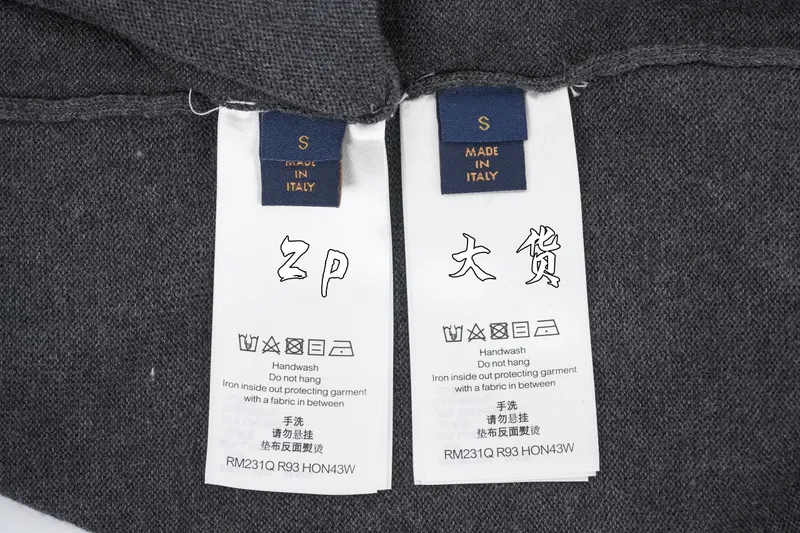 S
MADE
IN
ITALY
zp
Handwash
Do not hang
Iron inside out protecting garment
with a fabric in between
手洗
请勿悬挂
垫布反面熨烫
RM231Q R93 HON43W
S
MADE
IN
ITALY
大货
Handwash
Do not hang
Iron inside out protecting garment
with a fabric in between
手洗
请勿悬挂
垫布反面熨烫
RM231Q R93 HON43W